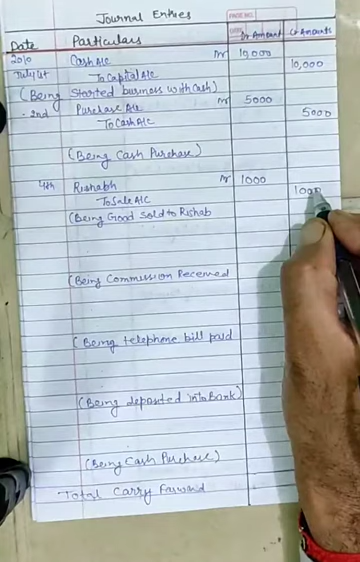 Journal Entries
PAGE NO.
DATE
Date Particulars Dr Amount Cr Amounts
2010 Cash A/c Dr 10,000
July 1st To Capital A/c 10,000
(Being Started business with Cash)
- 2nd Purchase A/c Dr 5000
To Cash A/c 5000
(Being Cash Purchase)
4th Rishabh Dr 1000
To Sale A/c 1000
(Being Good Sold to Rishab
(Being Commission Received
(Being telephone bill paid
(Being deposited into Bank)
(Being Cash Purchase)
Total Carry Forward